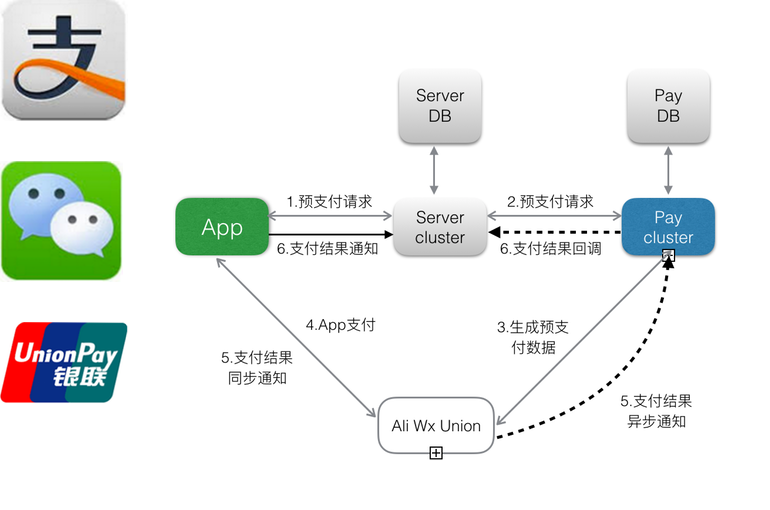 支
Server
DB
Pay
DB
1.预支付请求
2.预支付请求
App
Server
cluster
Pay
cluster
6.支付结果通知
6.支付结果回调
4.App支付
3.生成预支
付数据
5.支付结果
同步通知
UnionPay
银联
5.支付结果
异步通知
Ali Wx Union